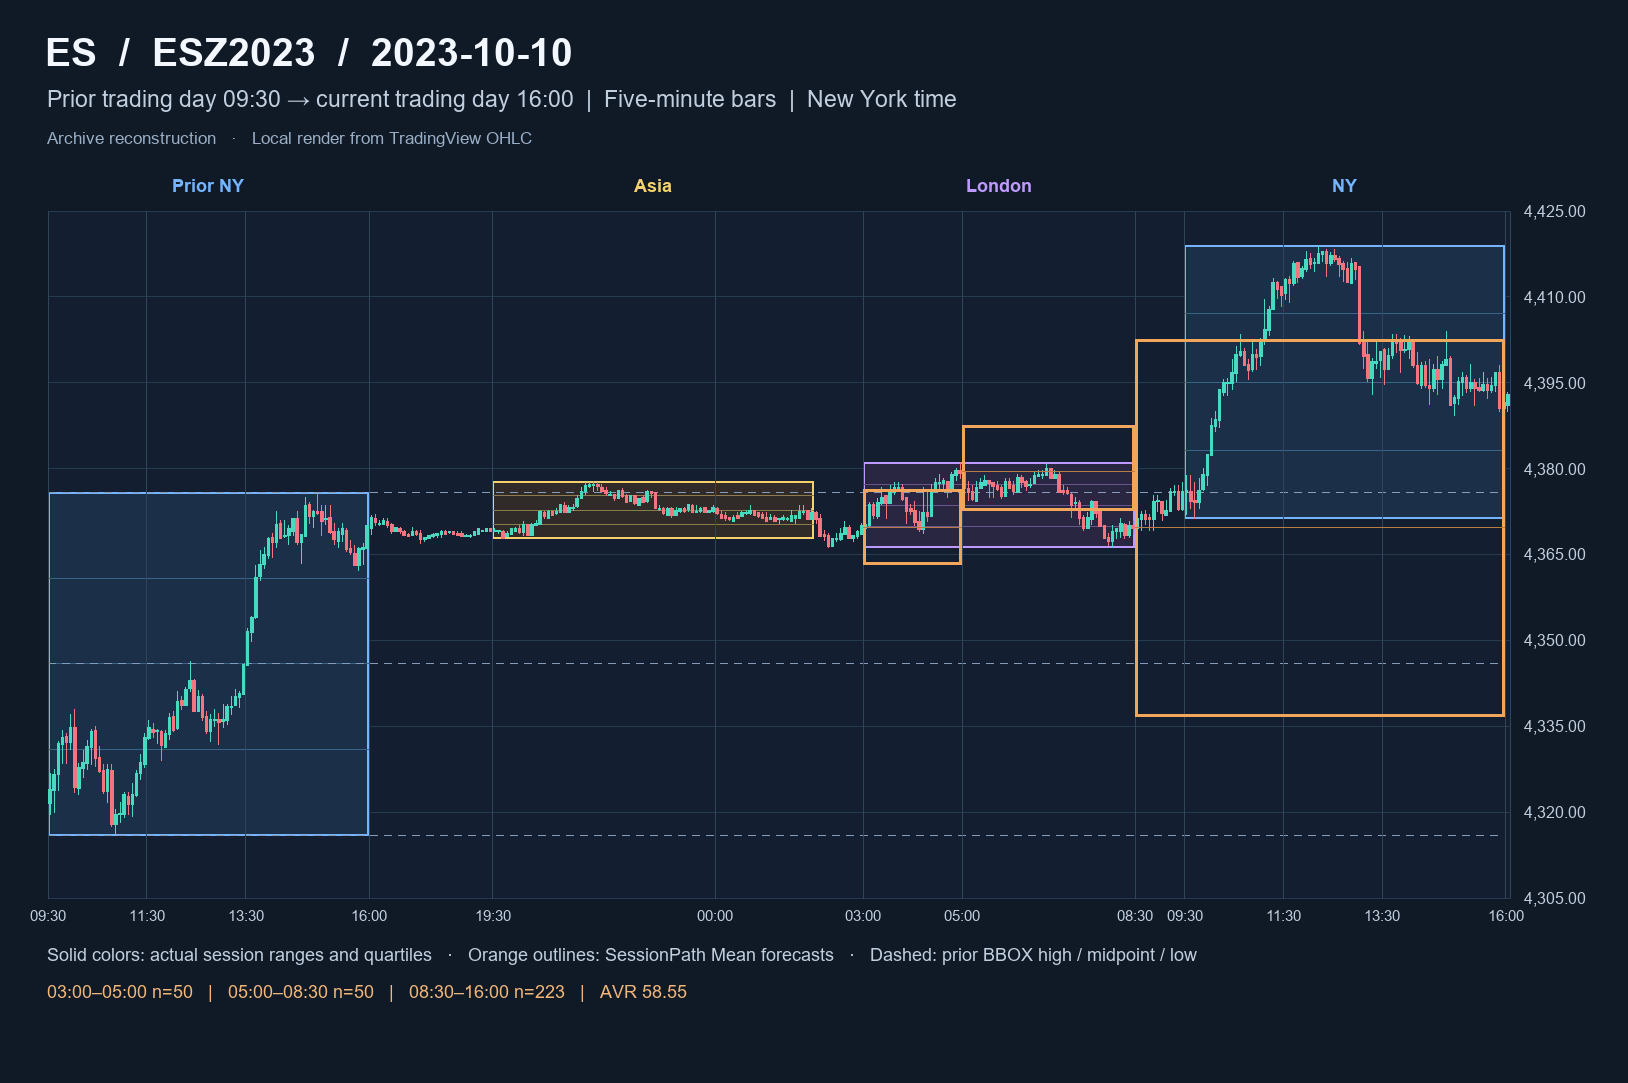 ES / ESZ2023 / 2023-10-10
Prior trading day 09:30 → current trading day 16:00 | Five-minute bars | New York time
Archive reconstruction · Local render from TradingView OHLC
Prior NY Asia London NY
4,425.00
4,410.00
4,395.00
4,380.00
4,365.00
4,350.00
4,335.00
4,320.00
4,305.00
09:30 11:30 13:30 16:00 19:30 00:00 03:00 05:00 08:30 09:30 11:30 13:30 16:00
Solid colors: actual session ranges and quartiles · Orange outlines: SessionPath Mean forecasts · Dashed: prior BBOX high / midpoint / low
03:00–05:00 n=50 | 05:00–08:30 n=50 | 08:30–16:00 n=223 | AVR 58.55